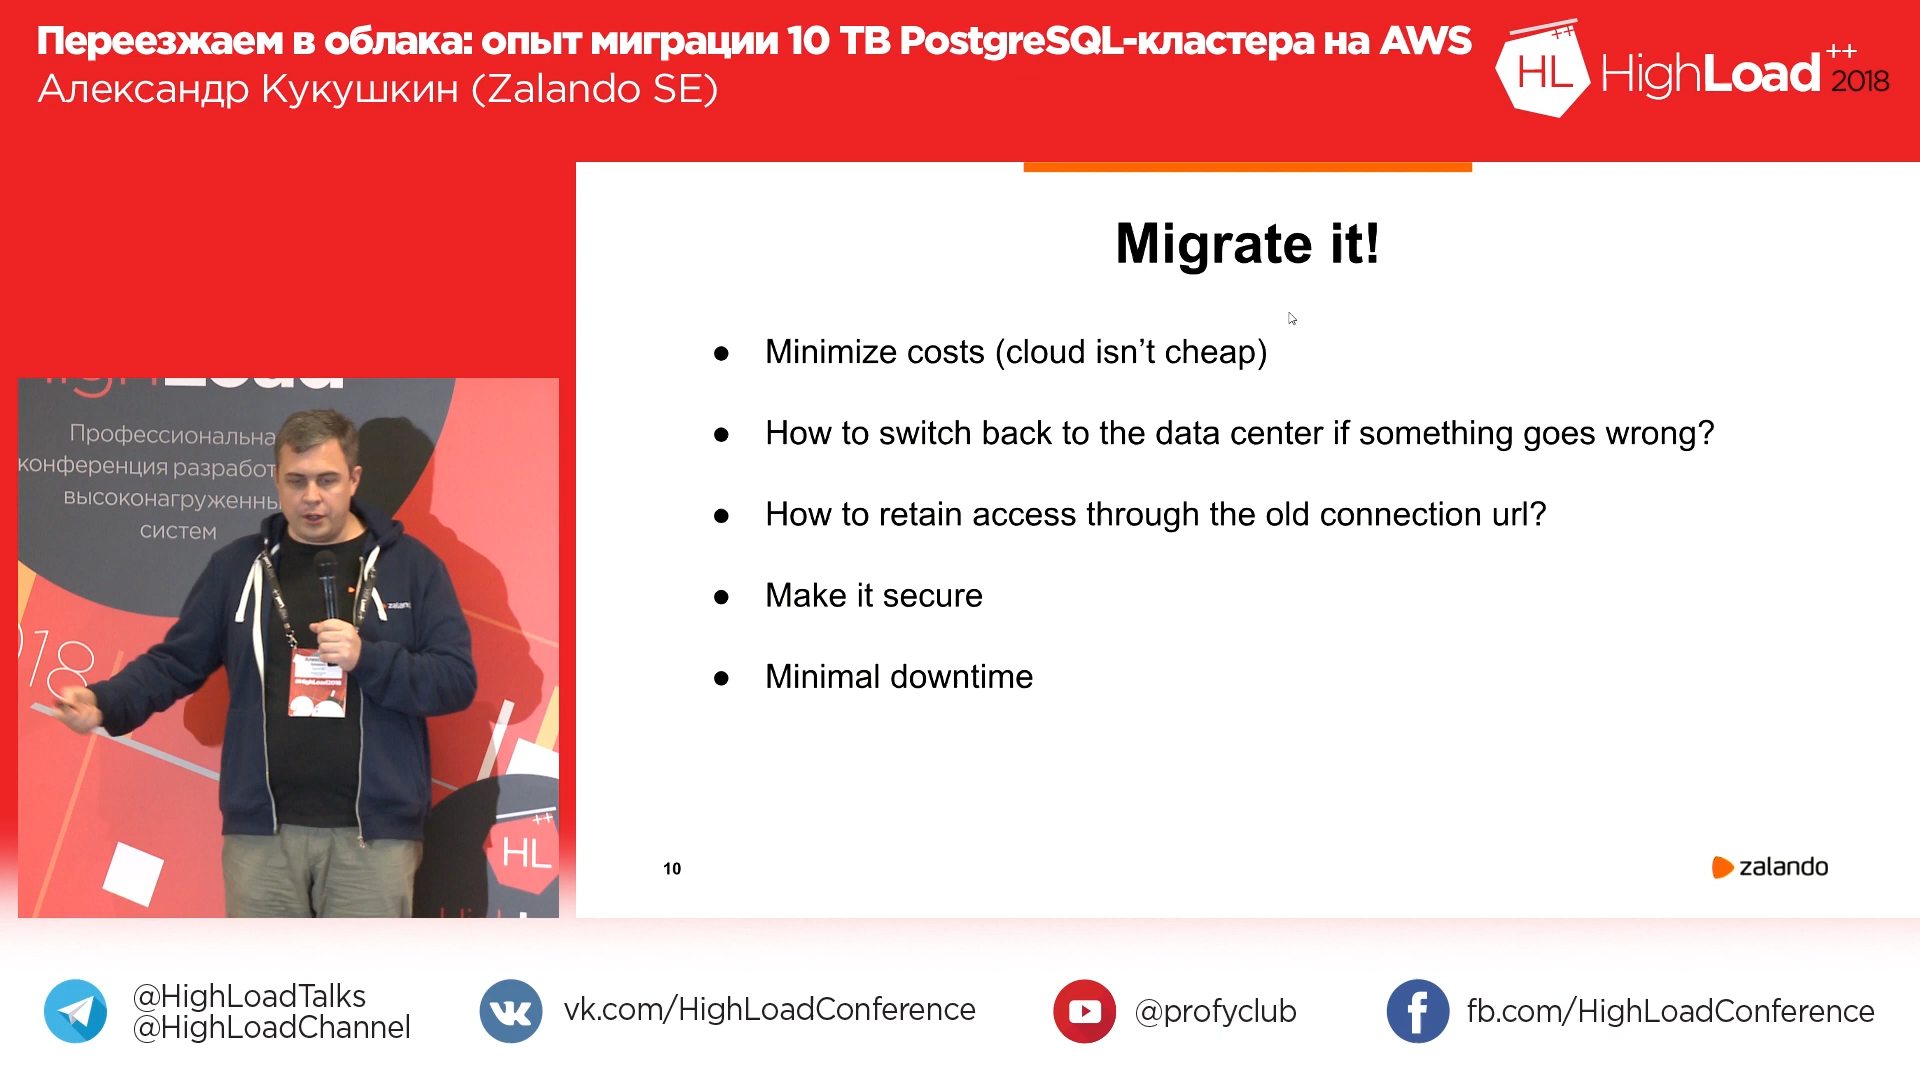 Переезжаем в облака: опыт миграции 10 ТВ PostgreSQL-кластера на AWS
Александр Кукушкин (Zalando SE)
HL++
HighLoad++ 2018
Migrate it!
● Minimize costs (cloud isn’t cheap)
● How to switch back to the data center if something goes wrong?
● How to retain access through the old connection url?
● Make it secure
● Minimal downtime
10
zalando
Профессиональна
конференция разработ
высоконагруженны
систем
18
zalando
HL++
@HighLoadTalks
@HighLoadChannel
vk.com/HighLoadConference
@profyclub
fb.com/HighLoadConference